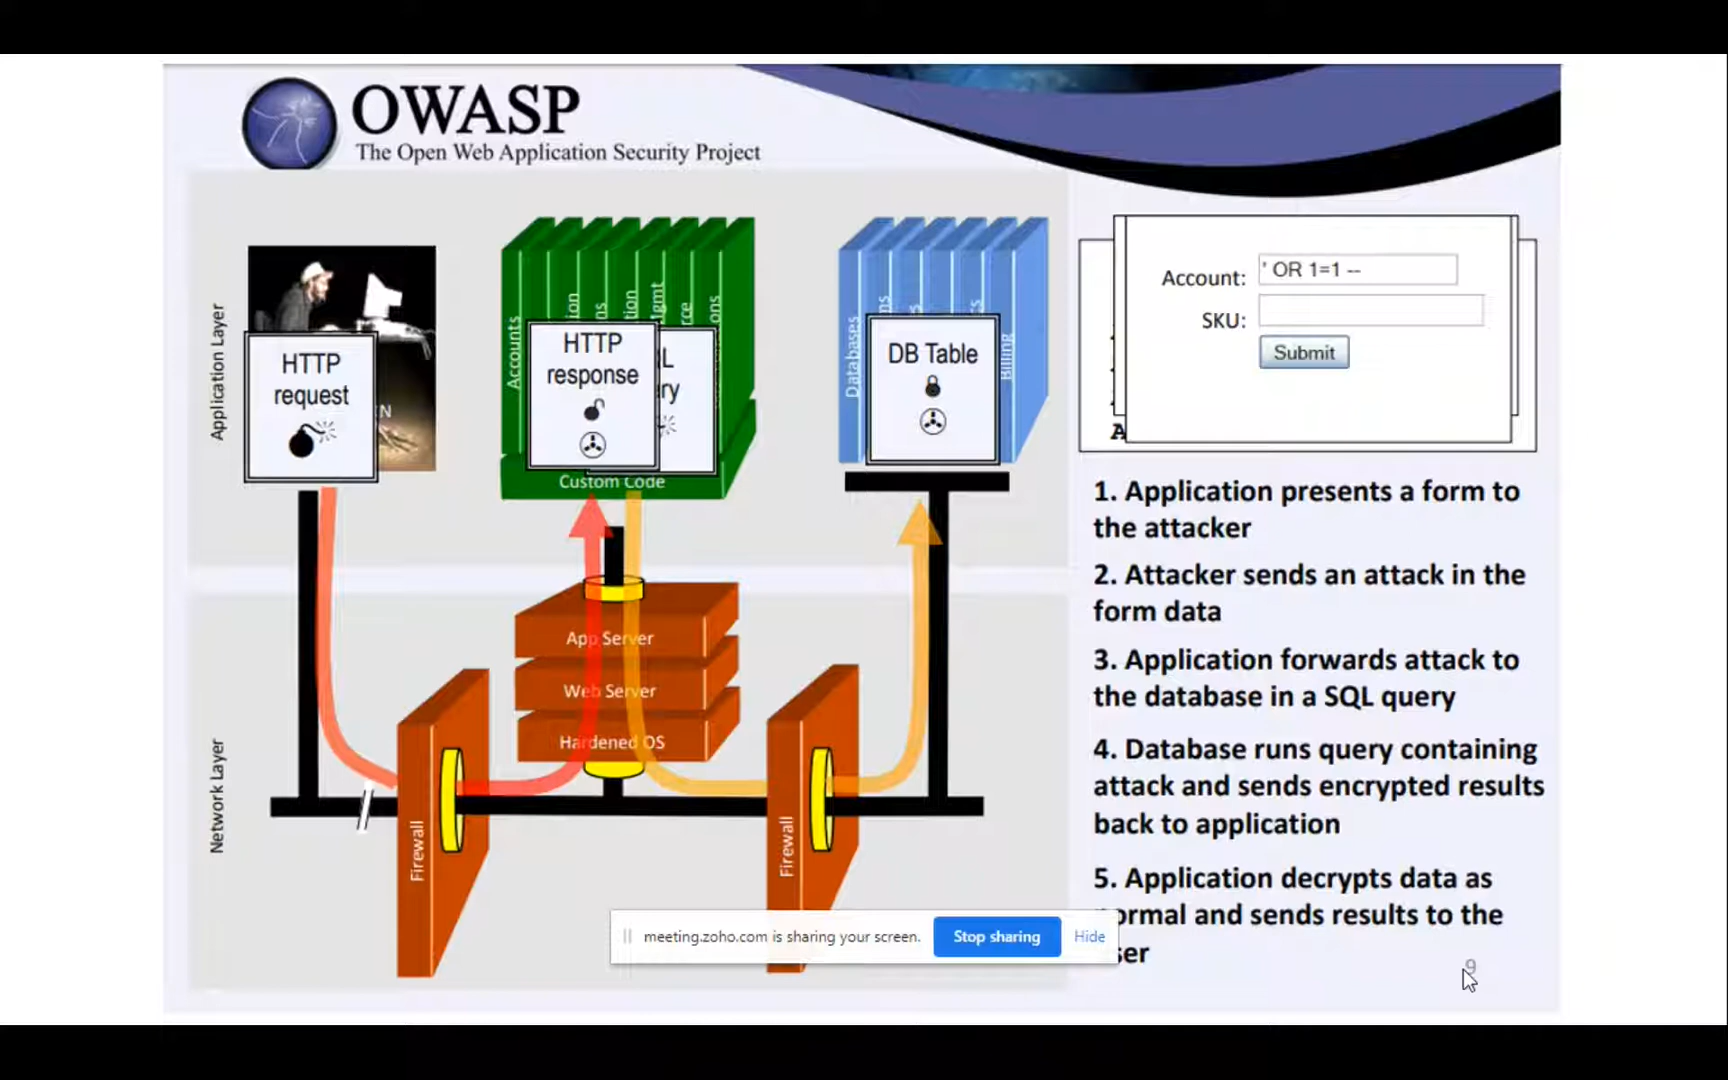 OWASP
The Open Web Application Security Project
Application Layer
HTTP
request
Accounts
HTTP
response
Custom Code
Databases
DB Table
Billing
Account: ' OR 1=1 --
SKU:
Submit
1. Application presents a form to
the attacker
2. Attacker sends an attack in the
form data
3. Application forwards attack to
the database in a SQL query
4. Database runs query containing
attack and sends encrypted results
back to application
5. Application decrypts data as
ormal and sends results to the
ser
Network Layer
App Server
Web Server
Hardened OS
Firewall
Firewall
meeting.zoho.com is sharing your screen. Stop sharing Hide
9